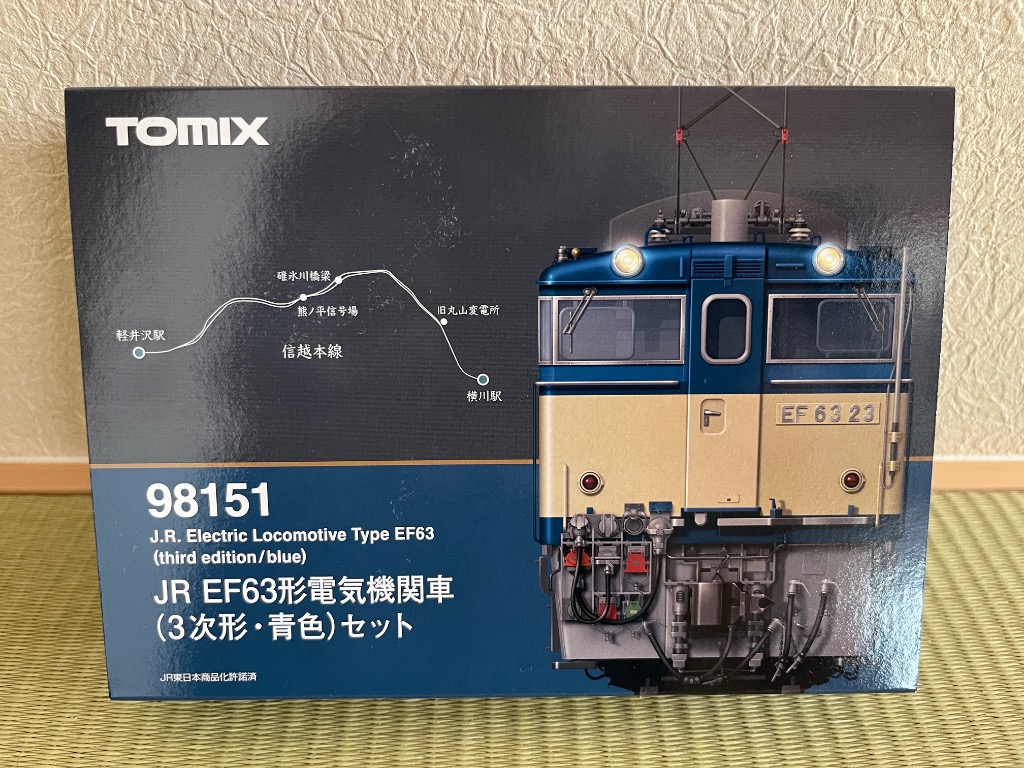 TOMIX
碓氷川橋梁
熊ノ平信号場
旧丸山変電所
軽井沢駅
信越本線
横川駅
EF 63 23
98151
J.R. Electric Locomotive Type EF63
(third edition/blue)
JR EF63形電気機関車
(3次形・青色)セット
JR東日本商品化許諾済